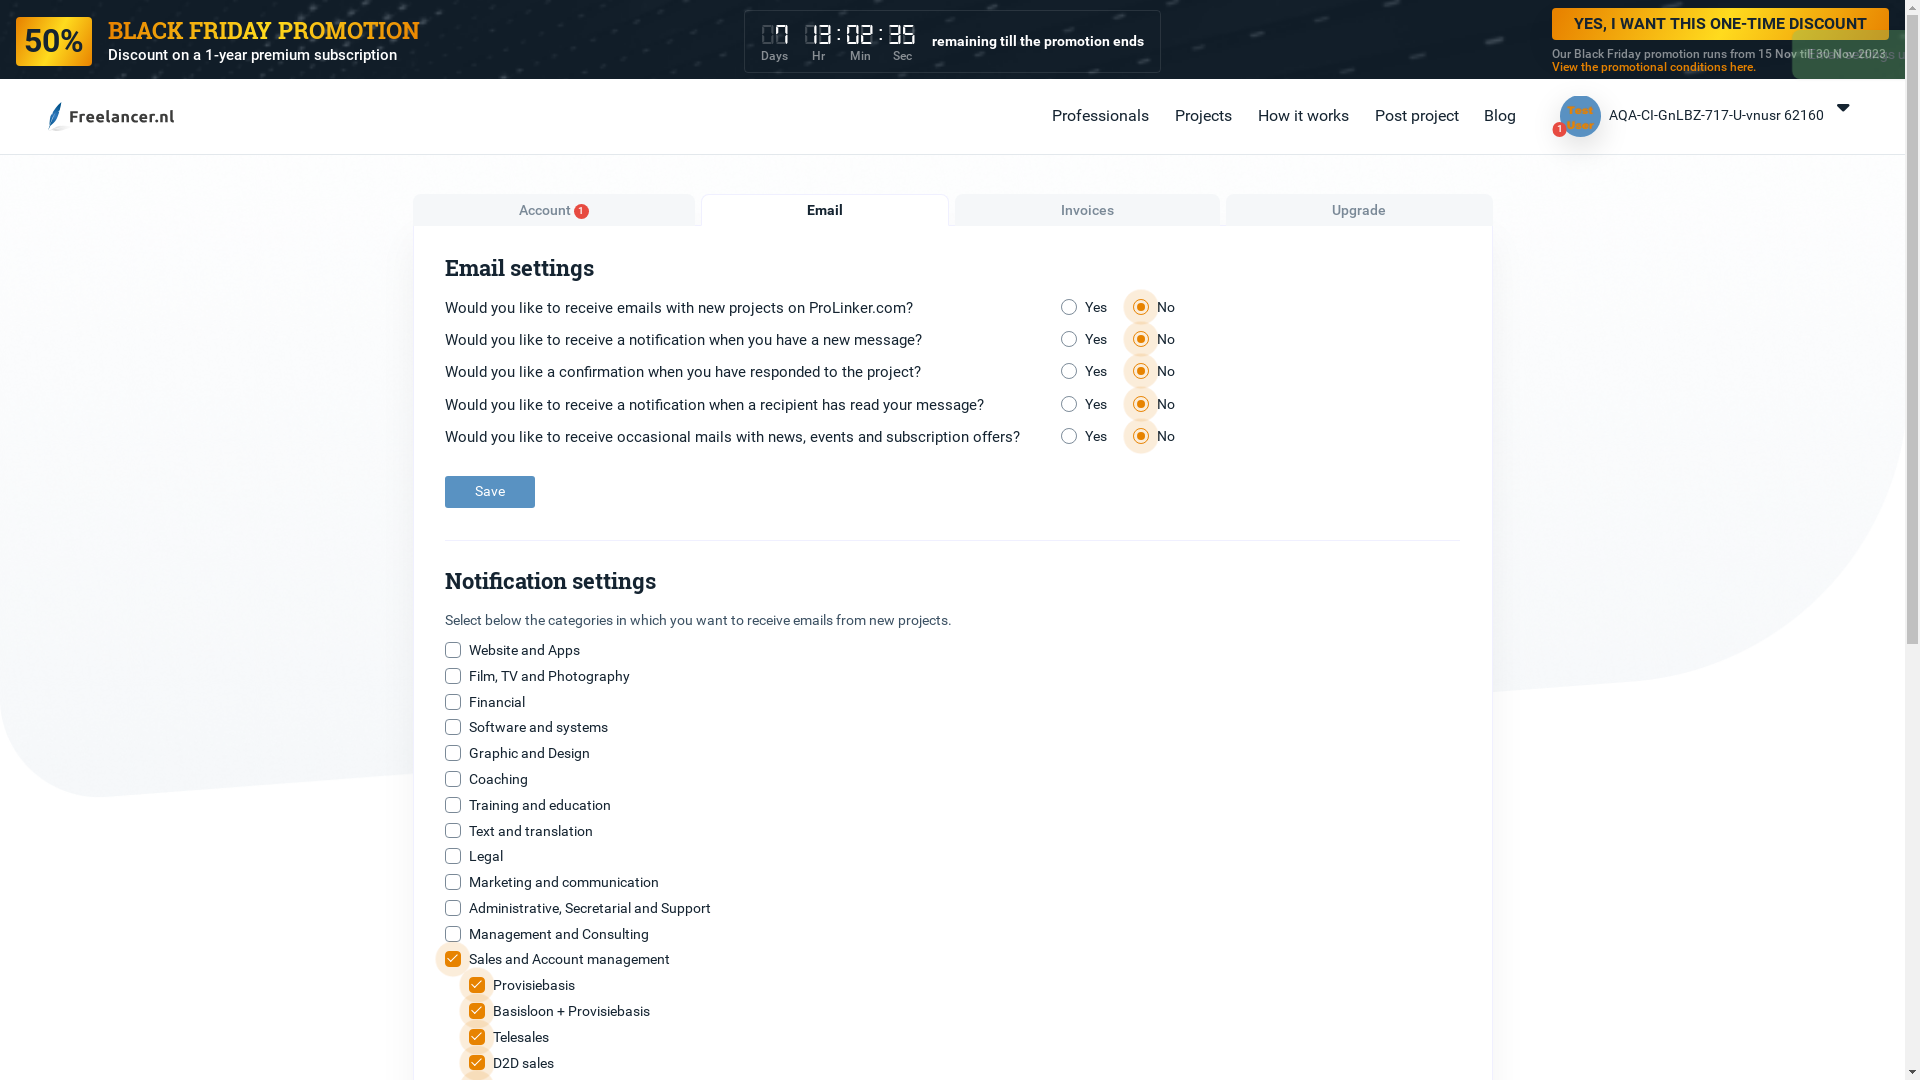 50%
BLACK FRIDAY PROMOTION
Discount on a 1-year premium subscription
7 13:02:35
Days Hr Min Sec
remaining till the promotion ends
YES, I WANT THIS ONE-TIME DISCOUNT
Our Black Friday promotion runs from 15 Nov till 30 Nov 2023.
View the promotional conditions here.
Freelancer.nl
Professionals
Projects
How it works
Post project
Blog
Test
User
1
AQA-CI-GnLBZ-717-U-vnusr 62160
Account 1
Email
Invoices
Upgrade
Email settings
Would you like to receive emails with new projects on ProLinker.com? Yes No
Would you like to receive a notification when you have a new message? Yes No
Would you like a confirmation when you have responded to the project? Yes No
Would you like to receive a notification when a recipient has read your message? Yes No
Would you like to receive occasional mails with news, events and subscription offers? Yes No
Save
Notification settings
Select below the categories in which you want to receive emails from new projects.
Website and Apps
Film, TV and Photography
Financial
Software and systems
Graphic and Design
Coaching
Training and education
Text and translation
Legal
Marketing and communication
Administrative, Secretarial and Support
Management and Consulting
Sales and Account management
Provisiebasis
Basisloon + Provisiebasis
Telesales
D2D sales